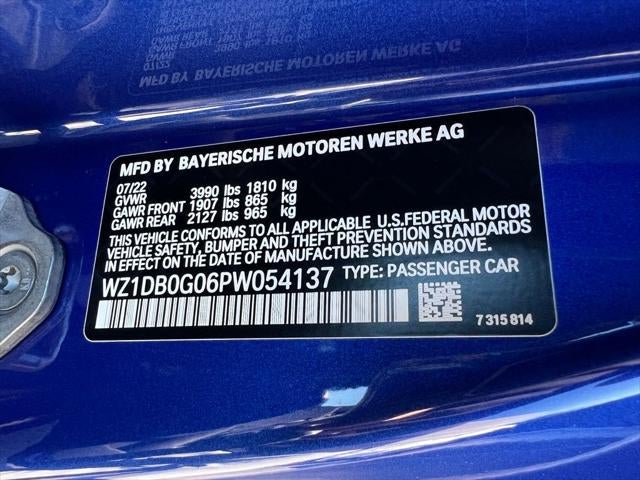 MFD BY BAYERISCHE MOTOREN WERKE AG
07/22 3990 lbs 1810 kg
GVWR
GAWR FRONT 1907 lbs 865 kg
GAWR REAR 2127 lbs 965 kg
THIS VEHICLE CONFORMS TO ALL APPLICABLE U.S.FEDERAL MOTOR
VEHICLE SAFETY, BUMPER AND THEFT PREVENTION STANDARDS
IN EFFECT ON THE DATE OF MANUFACTURE SHOWN ABOVE.
WZ1DB0G06PW054137 TYPE: PASSENGER CAR
7 315 814